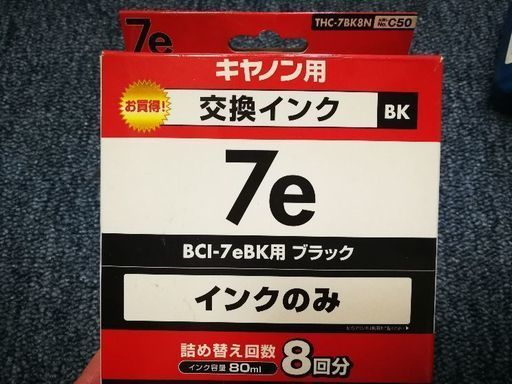 7e
THC-7BK8N
No.C50
キヤノン用
お買得!
交換インク
BK
7e
BCI-7eBK用 ブラック
インクのみ
詰め替え回数
8回分
インク容量 80ml